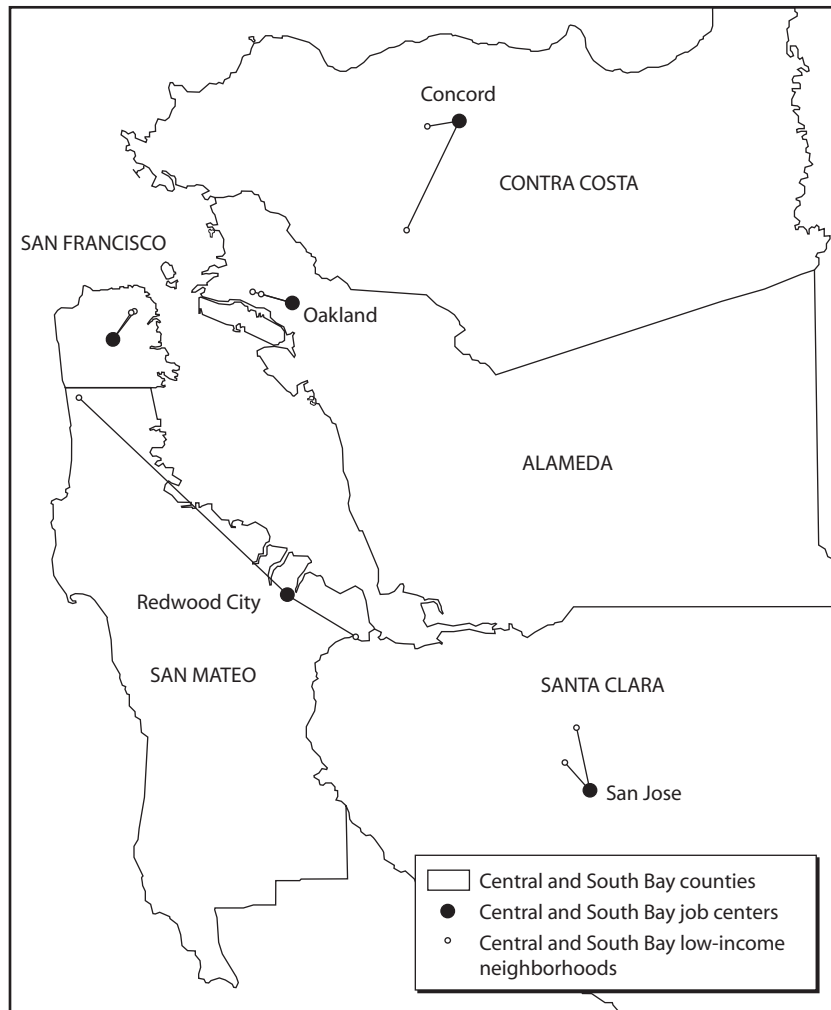 Concord
CONTRA COSTA
SAN FRANCISCO
Oakland
ALAMEDA
Redwood City
SAN MATEO
SANTA CLARA
San Jose
Central and South Bay counties
Central and South Bay job centers
Central and South Bay low-income
neighborhoods